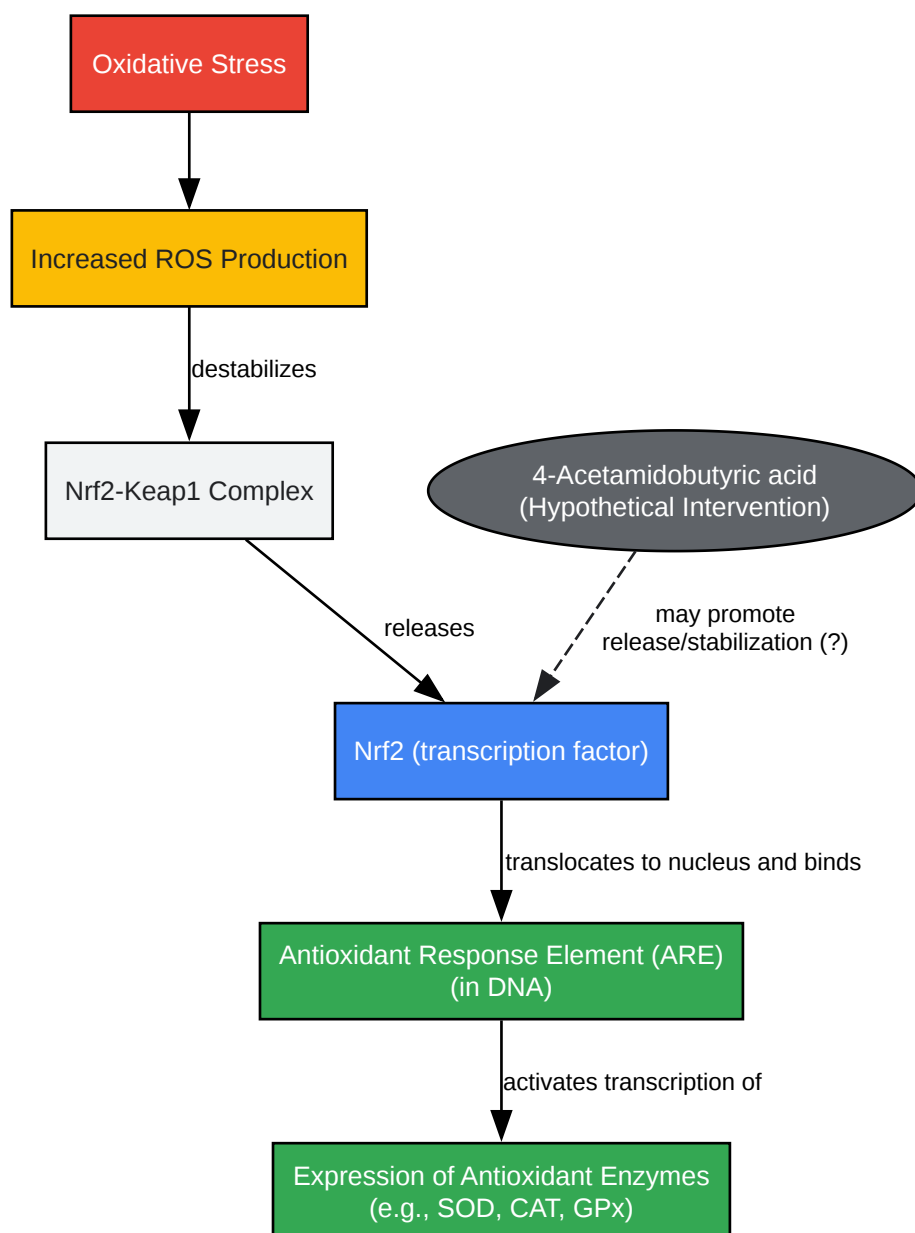 Oxidative Stress
Increased ROS Production
destabilizes
Nrf2-Keap1 Complex
4-Acetamidobutyric acid
(Hypothetical Intervention)
releases
may promote
release/stabilization (?)
Nrf2 (transcription factor)
translocates to nucleus and binds
Antioxidant Response Element (ARE)
(in DNA)
activates transcription of
Expression of Antioxidant Enzymes
(e.g., SOD, CAT, GPx)